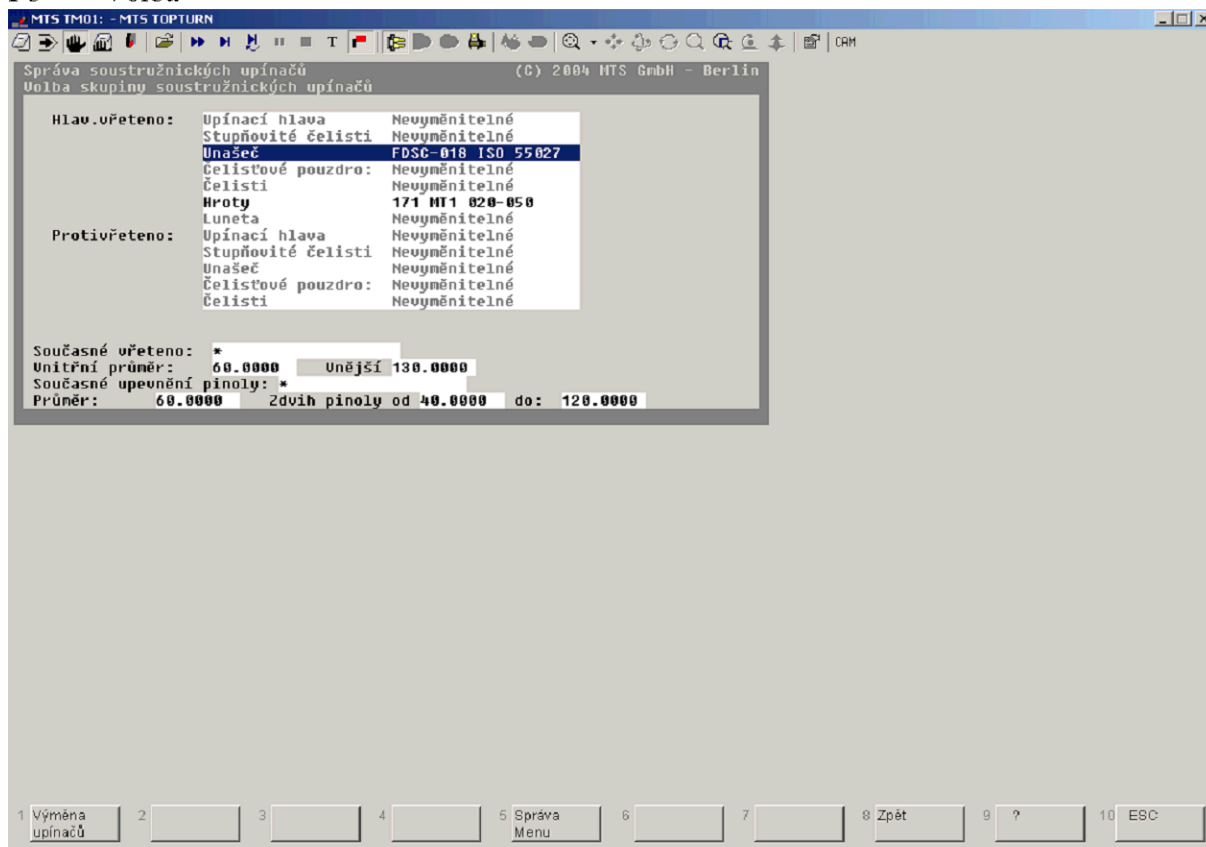 MTS TM01: - MTS TOPTURN
T CAM
Správa soustružnických upínačů (C) 2004 MTS GmbH - Berlin
Volba skupiny soustružnických upínačů
Hlav.vřeteno: Upínací hlava Nevyměnitelné
Stupňovité čelisti Nevyměnitelné
Unašeč FDSC-018 ISO 55027
Čelisťové pouzdro: Nevyměnitelné
Čelisti Nevyměnitelné
Hroty 171 MT1 020-050
Luneta Nevyměnitelné
Protivřeteno: Upínací hlava Nevyměnitelné
Stupňovité čelisti Nevyměnitelné
Unašeč Nevyměnitelné
Čelisťové pouzdro: Nevyměnitelné
Čelisti Nevyměnitelné
Současné vřeteno: *
Vnitřní průměr: 60.0000 Vnější 130.0000
Současné upevnění pinoly: *
Průměr: 60.0000 Zdvih pinoly od 40.0000 do: 120.0000
1 Výměna upínačů 2 3 4 5 Správa Menu 6 7 8 Zpět 9 ? 10 ESC